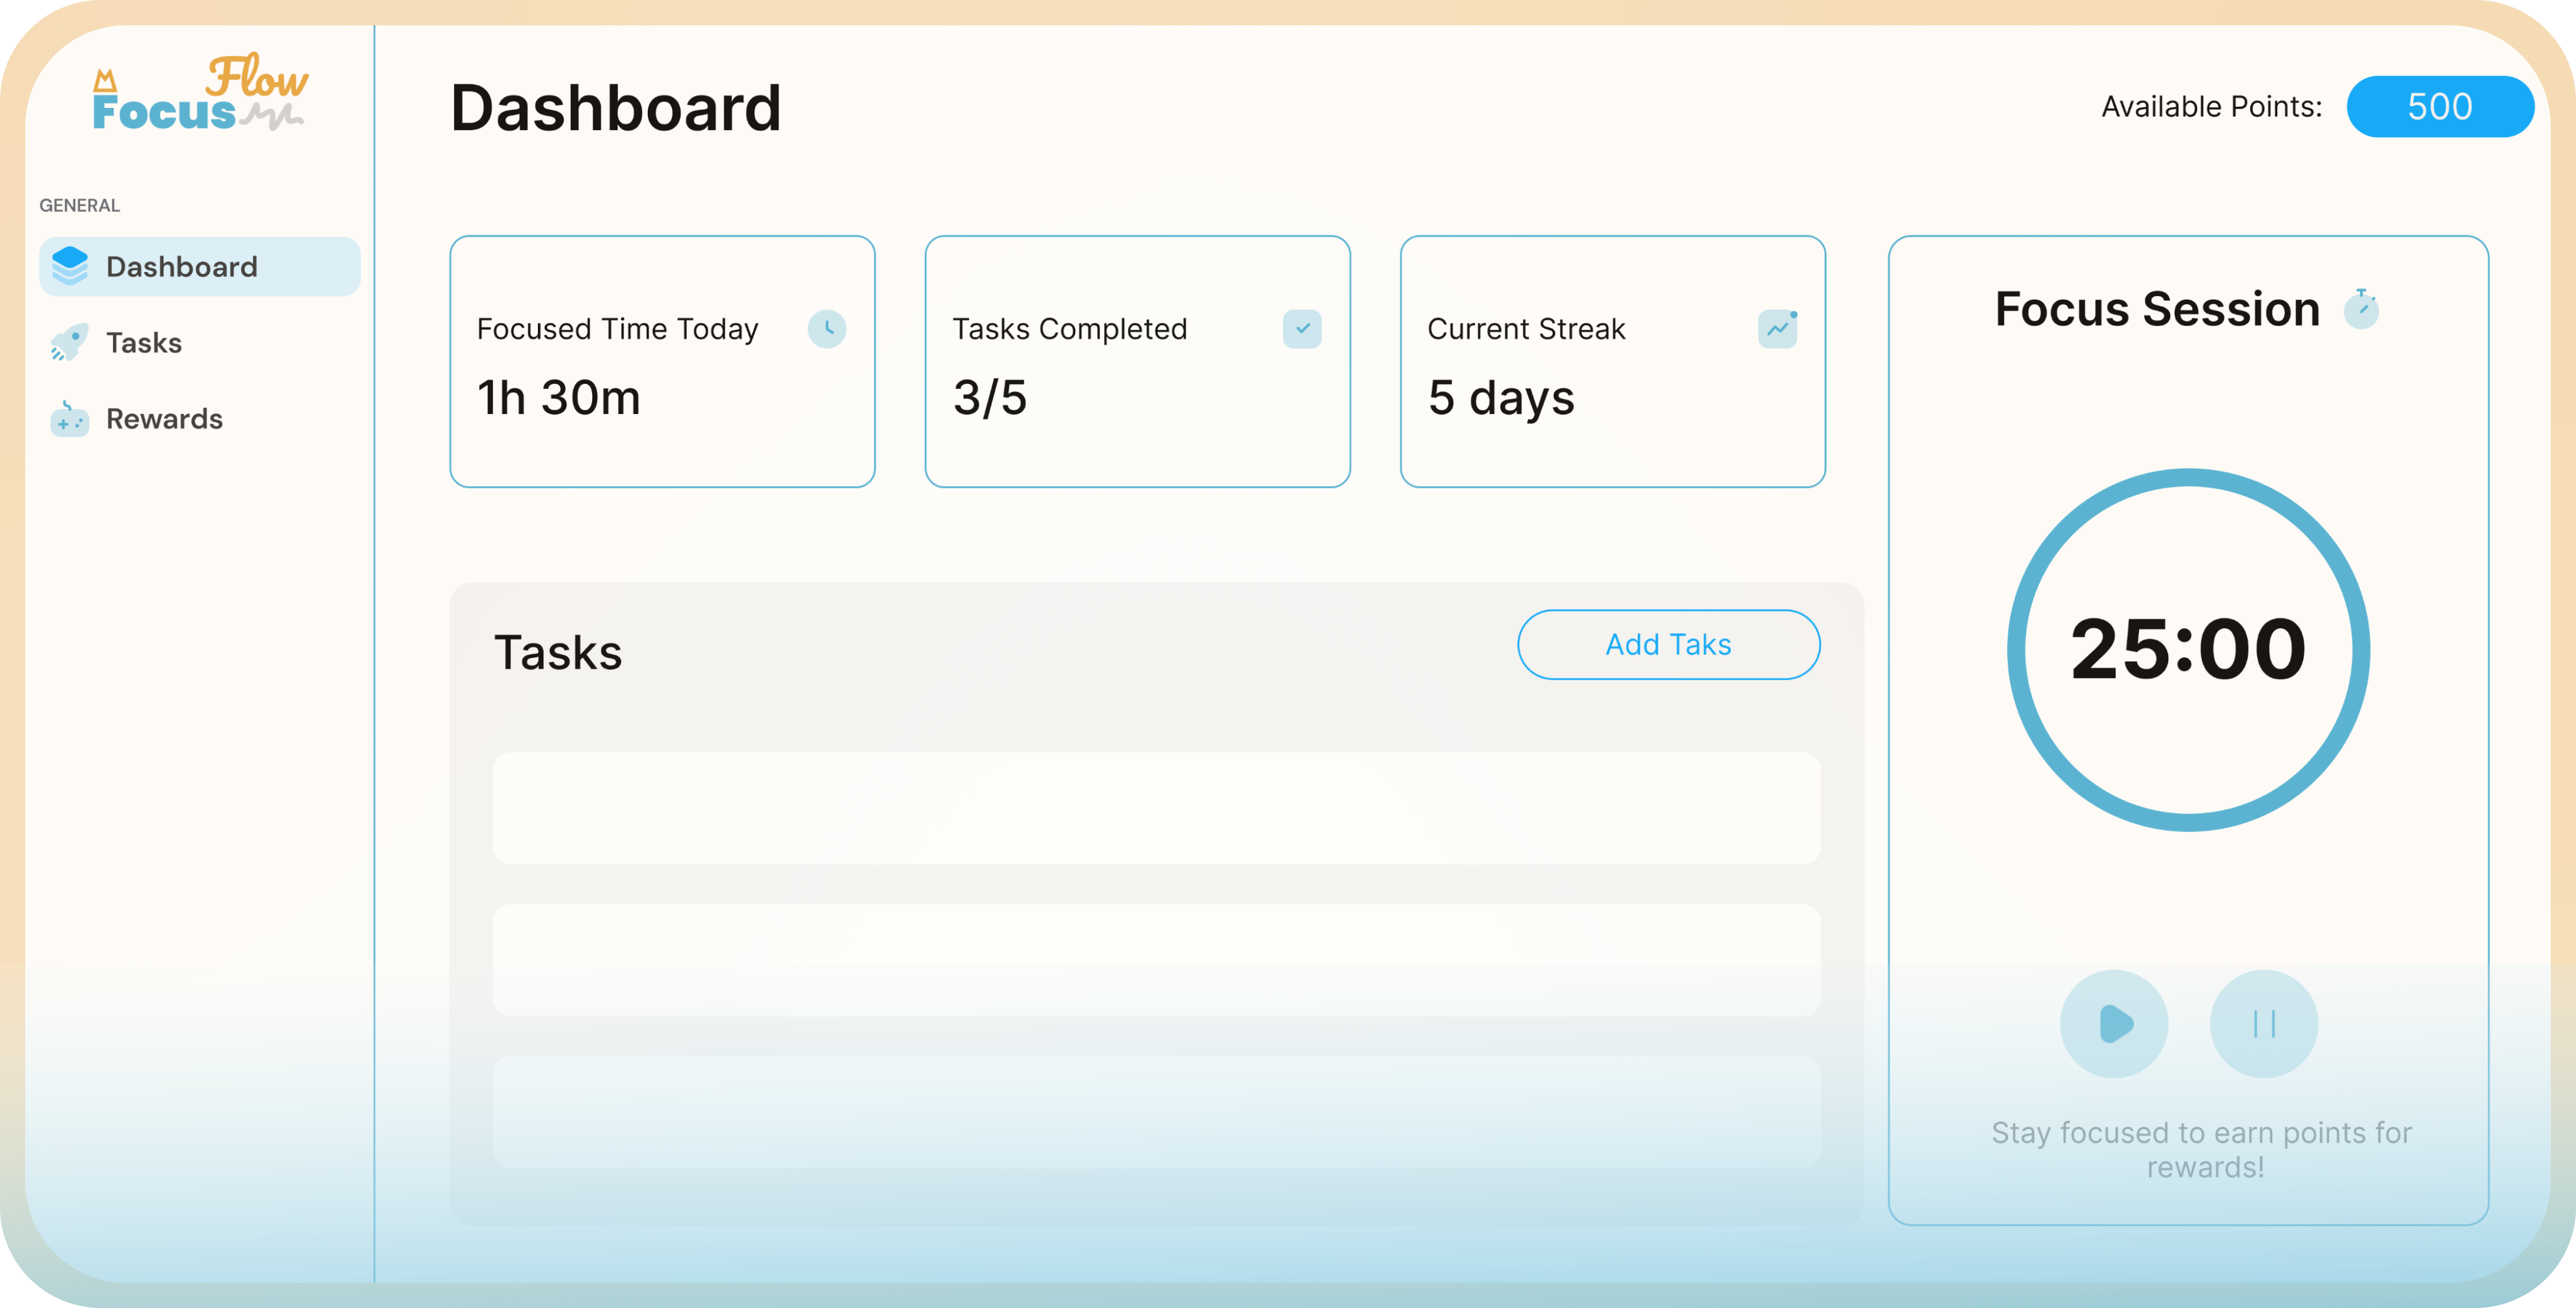 Flow
Focus
GENERAL
Dashboard
Tasks
Rewards
Dashboard
Available Points: 500
Focused Time Today
1h 30m
Tasks Completed
3/5
Current Streak
5 days
Tasks
Add Taks
Focus Session
25:00
Stay focused to earn points for
rewards!